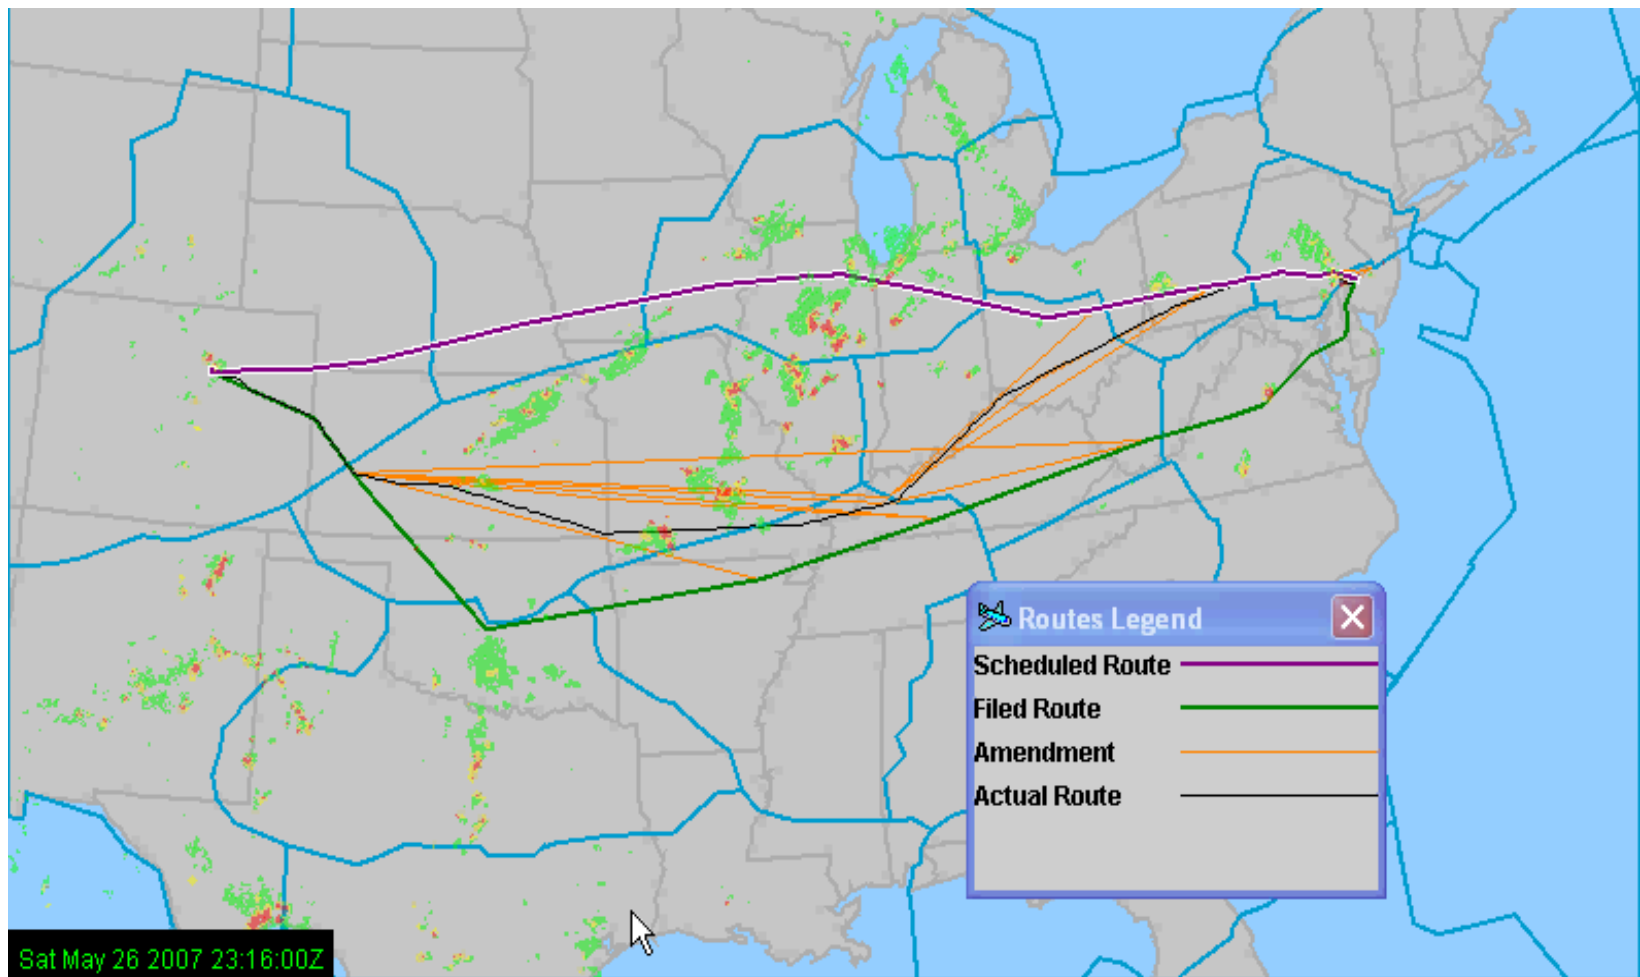 Routes Legend
Scheduled Route
Filed Route
Amendment
Actual Route
Sat May 26 2007 23:16:00Z